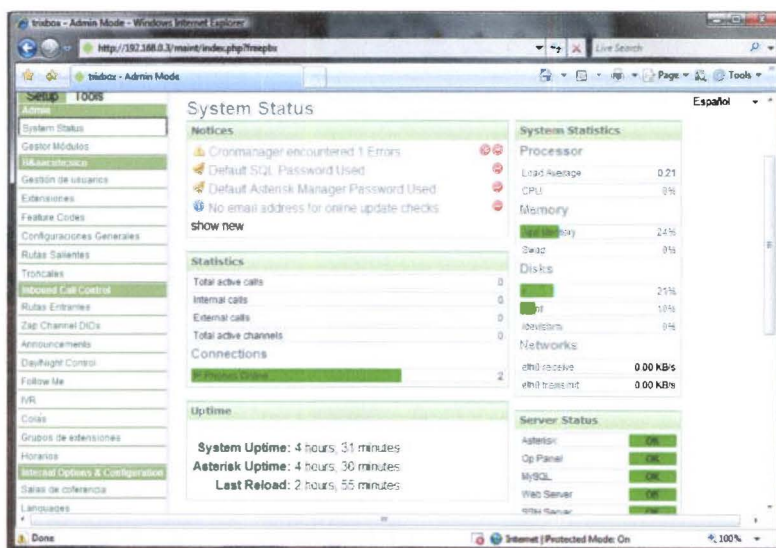 trixbox - Admin Mode - Windows Internet Explorer
http://192.168.0.3/maint/index.php?freepbx
Live Search
trixbox - Admin Mode
Page
Tools
Setup
Tools
Español
Admin
System Status
Gestor Módulos
Gestión de usuarios
Extensiones
Feature Codes
Configuraciones Generales
Rutas Salientes
Troncales
Inbound Call Control
Rutas Entrantes
Zap Channel DIDs
Announcements
Day/Night Control
Follow Me
IVR
Colas
Grupos de extensiones
Horarios
Internal Options & Configuration
Salas de coferencia
Languages
System Status
Notices
Cronmanager encountered 1 Errors
Default SQL Password Used
Default Asterisk Manager Password Used
No email address for online update checks
show new
Statistics
Total active calls 0
Internal calls 0
External calls 0
Total active channels 0
Connections
IP Phones Online 2
Uptime
System Uptime: 4 hours, 31 minutes
Asterisk Uptime: 4 hours, 30 minutes
Last Reload: 2 hours, 55 minutes
System Statistics
Processor
Load Average 0.21
CPU 0%
Memory
App Memory 24%
Swap 0%
Disks
/ 21%
10%
/dev/shm 0%
Networks
eth0 receive 0.00 KB/s
eth0 transmit 0.00 KB/s
Server Status
Asterisk OK
Op Panel OK
MySQL OK
Web Server OK
SSH Server OK
Done
Internet | Protected Mode: On
100%